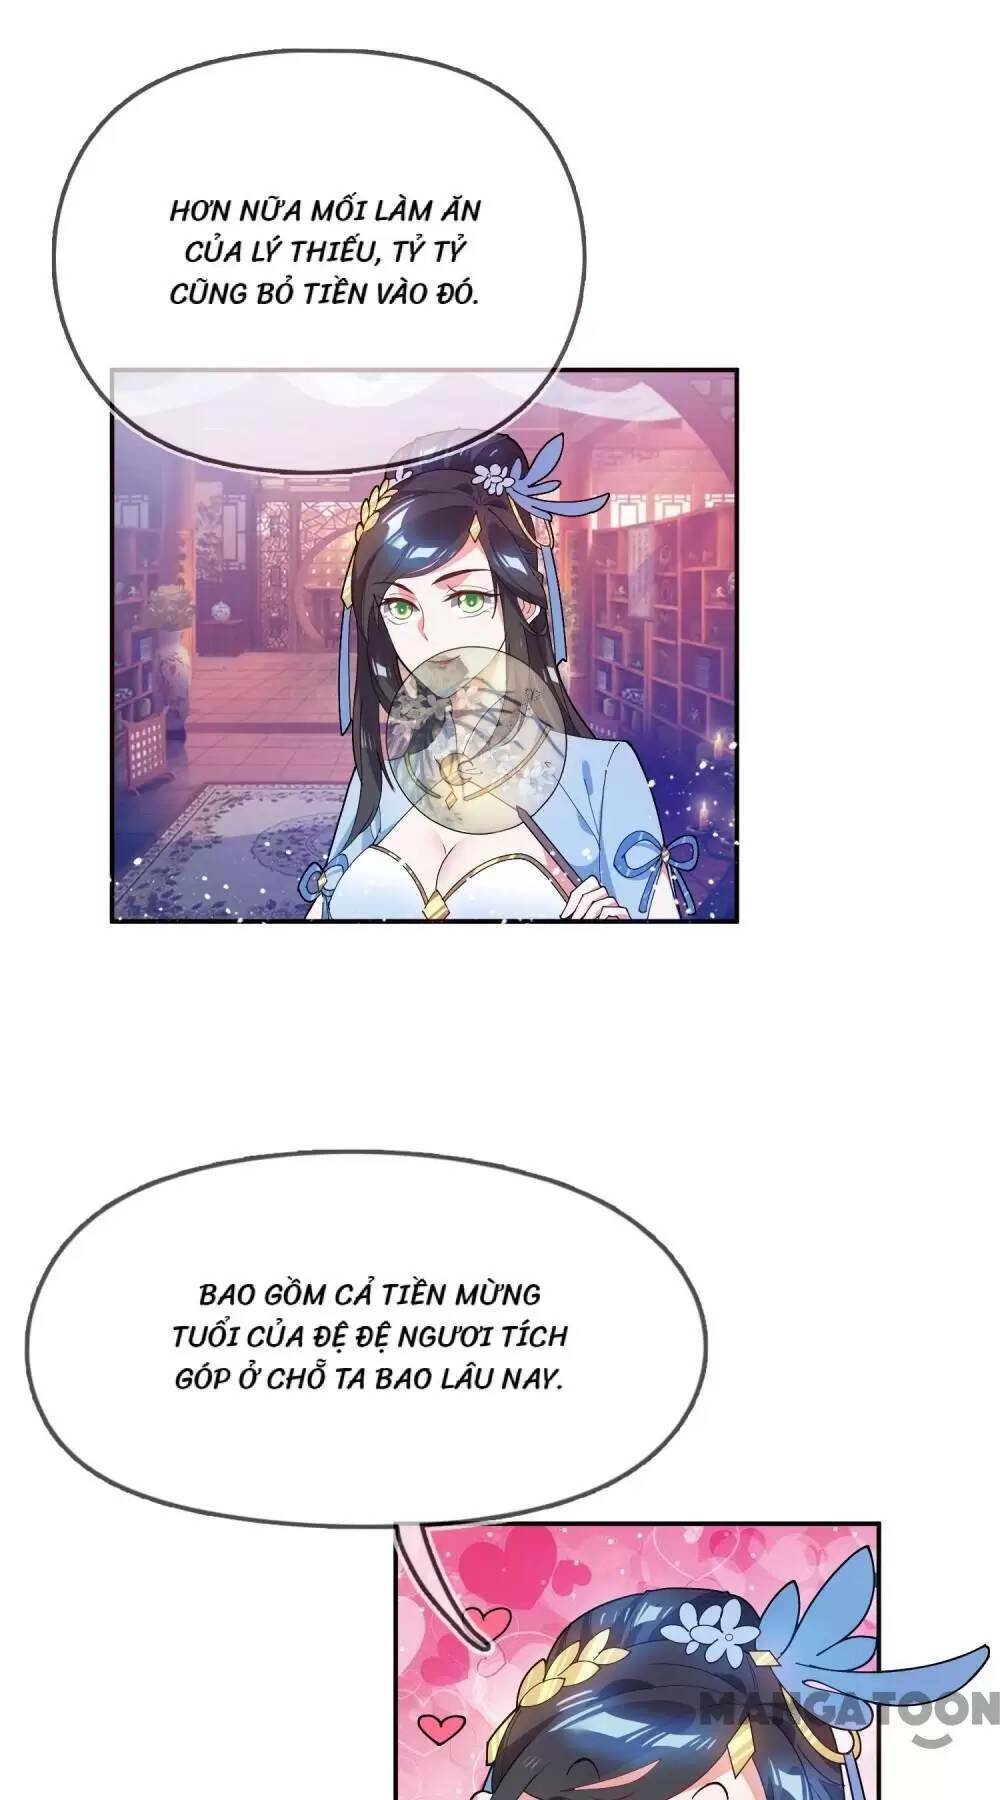 HƠN NỮA MỐI LÀM ĂN
CỦA LÝ THIẾU, TỶ TỶ
CŨNG BỎ TIỀN VÀO ĐÓ.
BAO GỒM CẢ TIỀN MỪNG
TUỔI CỦA ĐỆ ĐỆ NGƯƠI TÍCH
GÓP Ở CHỖ TA BAO LÂU NAY.
MANGATOON